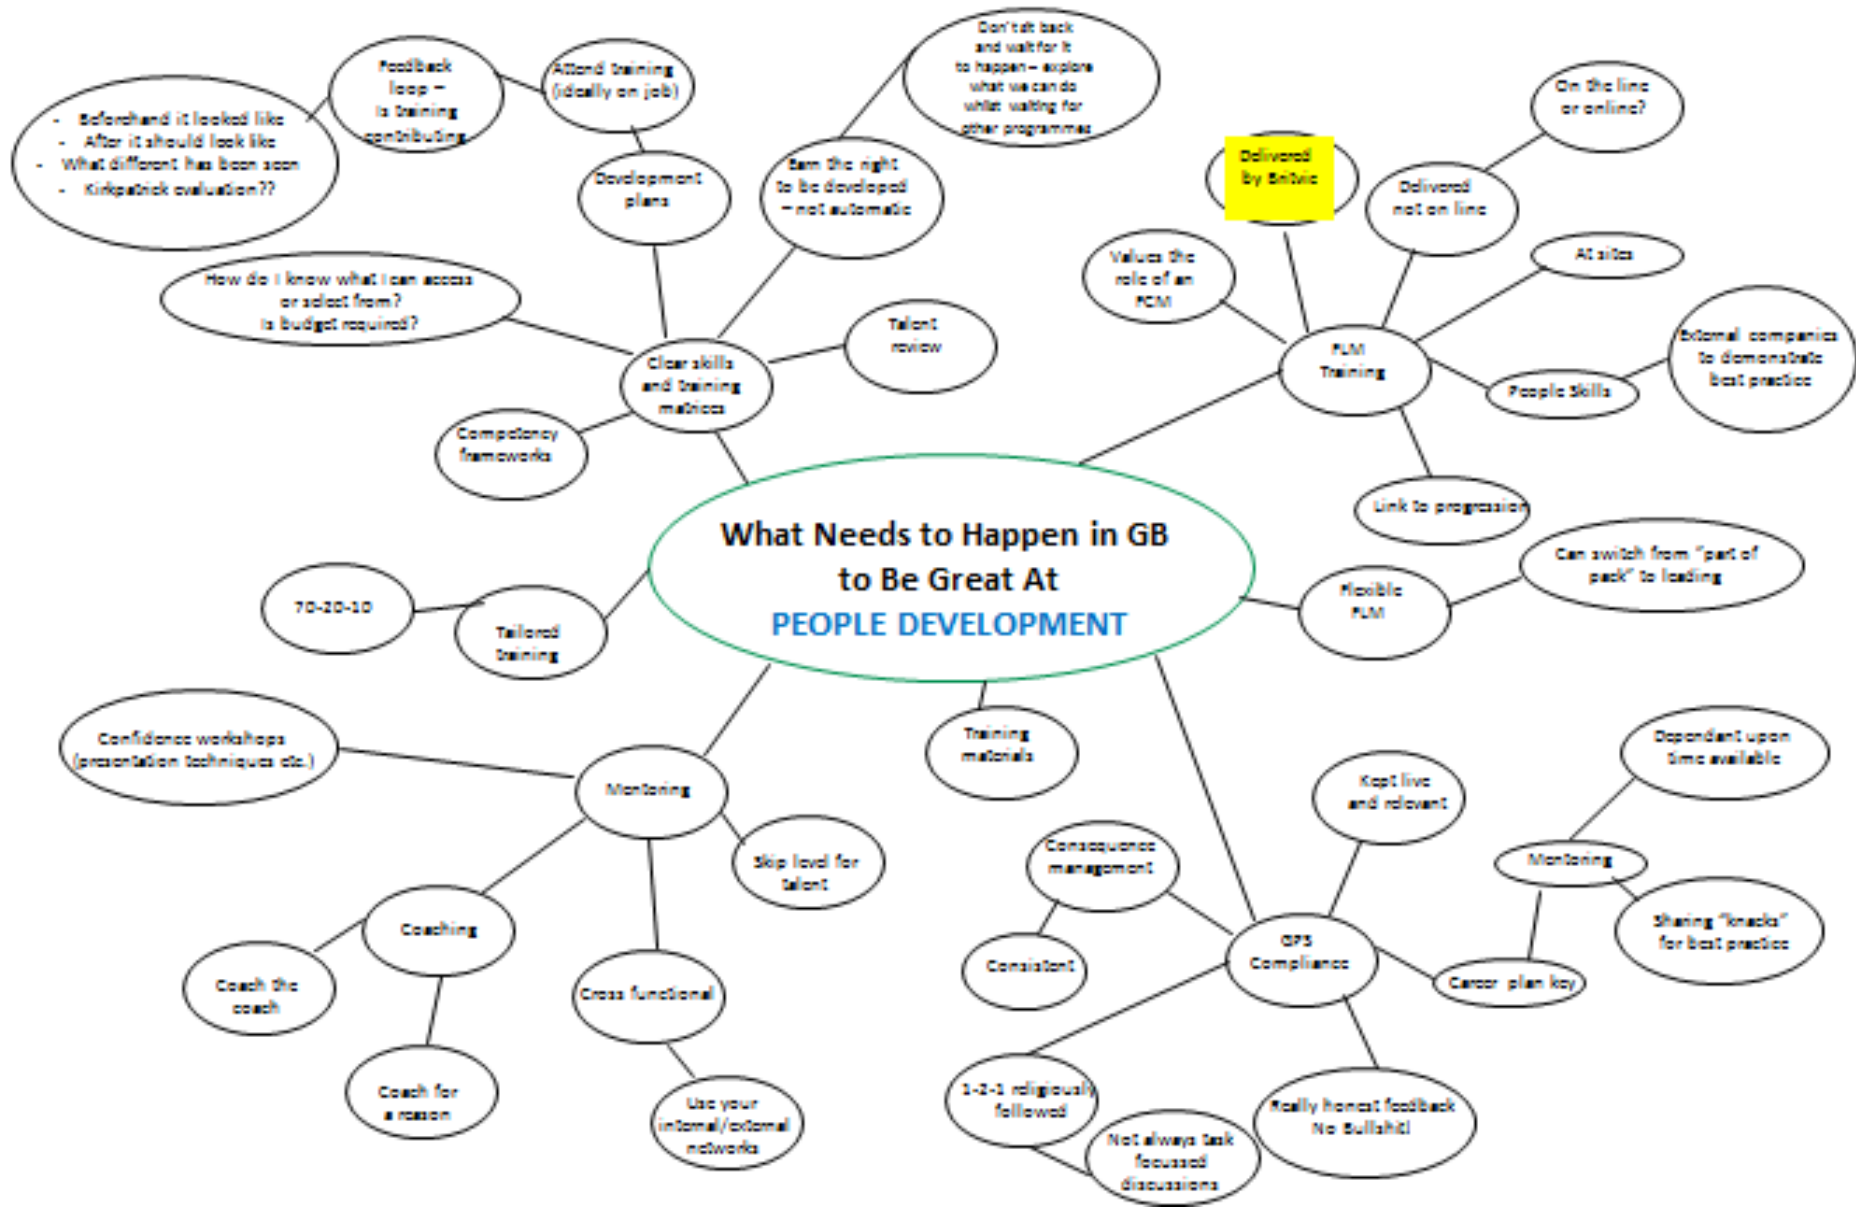 Don't sit back
and wait for it
to happen – explore
what we can do
whilst waiting for
other programmes
Feedback
loop –
is training
contributing
Attend training
(ideally on job)
- Beforehand it looked like
- After it should look like
- What different has been seen
- Kirkpatrick evaluation??
Development
plans
Earn the right
to be developed
– not automatic
How do I know what I can access
or select from?
Is budget required?
Talent
review
Clear skills
and training
matrices
Competency
frameworks
On the line
or online?
Delivered
by Britvic
Delivered
not on line
Values the
role of an
At sites
FLM
Training
External companies
to demonstrate
best practice
People Skills
Link to progression
What Needs to Happen in GB
to Be Great At
PEOPLE DEVELOPMENT
70-20-10
Tailored
training
Flexible
FLM
Can switch from "part of
pack" to leading
Confidence workshops
(presentation techniques etc.)
Mentoring
Training
materials
Skip level for
talent
Coaching
Coach the
coach
Coach for
a reason
Cross functional
Use your
internal/external
networks
Dependant upon
time available
Kept live
and relevant
Consequence
management
Mentoring
Consistent
Compliance
Sharing "knacks"
for best practice
Career plan key
1-2-1 religiously
followed
Really honest feedback
No Bullshit!
Not always task
focussed
discussions